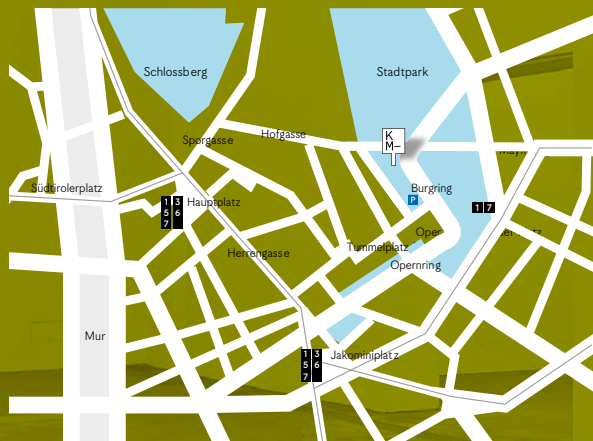 Schlossberg
Stadtpark
Hofgasse
Sporgasse
K
M–
Südtirolerplatz
Burgring
P
1 3
5 6
7
Hauptplatz
1 7
Oper
Tummelplatz
Herrengasse
Opernring
Mur
Jakominiplatz
1 3
5 6
7